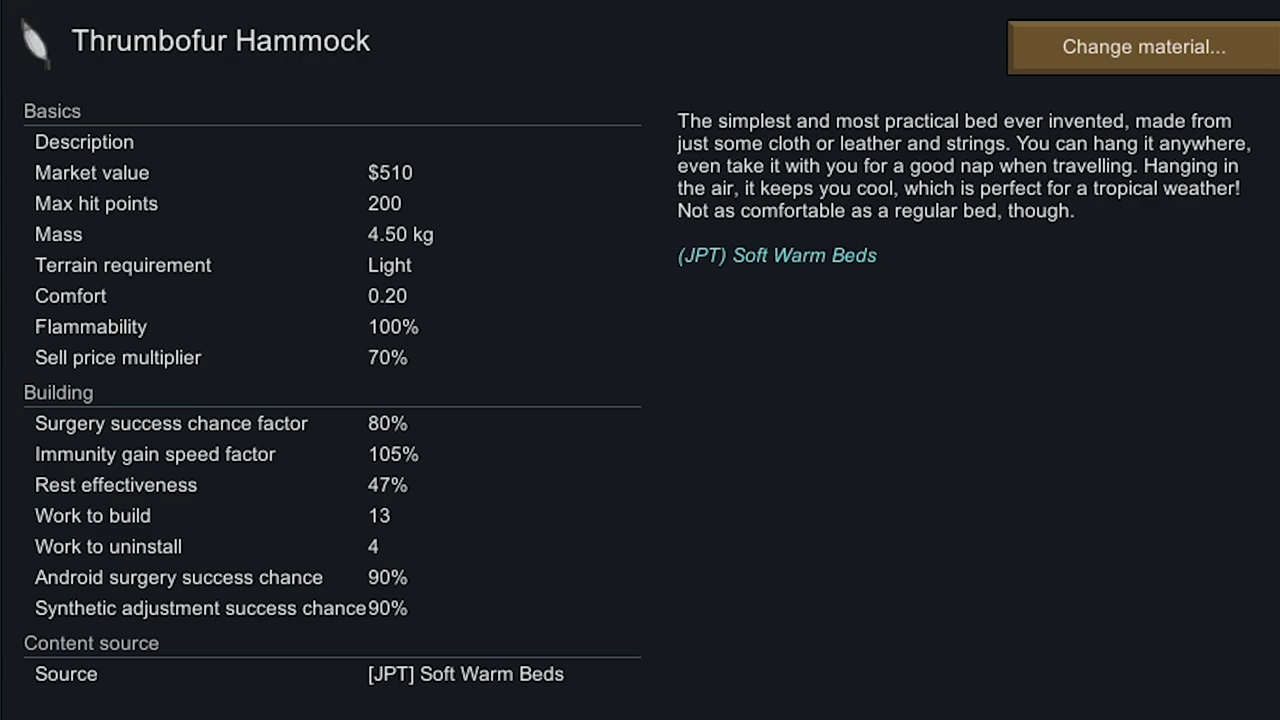 Thrumbofur Hammock
Change material...
Basics
Description
Market value $510
Max hit points 200
Mass 4.50 kg
Terrain requirement Light
Comfort 0.20
Flammability 100%
Sell price multiplier 70%
Building
Surgery success chance factor 80%
Immunity gain speed factor 105%
Rest effectiveness 47%
Work to build 13
Work to uninstall 4
Android surgery success chance 90%
Synthetic adjustment success chance 90%
Content source
Source [JPT] Soft Warm Beds
The simplest and most practical bed ever invented, made from
just some cloth or leather and strings. You can hang it anywhere,
even take it with you for a good nap when travelling. Hanging in
the air, it keeps you cool, which is perfect for a tropical weather!
Not as comfortable as a regular bed, though.
(JPT) Soft Warm Beds